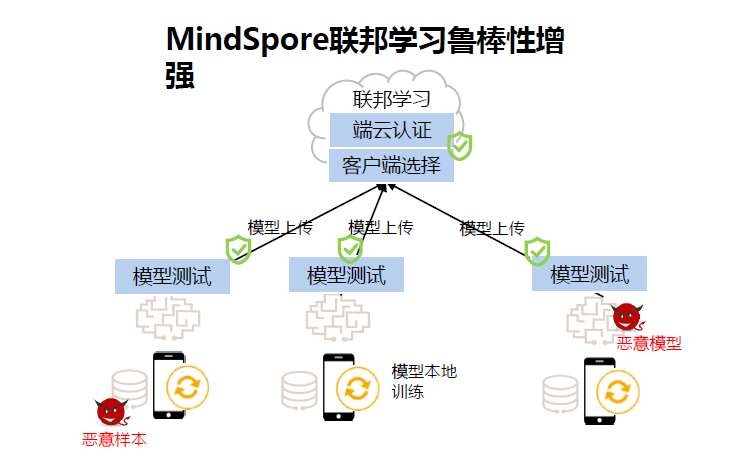 MindSpore联邦学习鲁棒性增
强
联邦学习
端云认证
客户端选择
模型上传
模型上传
模型上传
模型测试
模型测试
模型测试
恶意模型
模型本地
训练
恶意样本